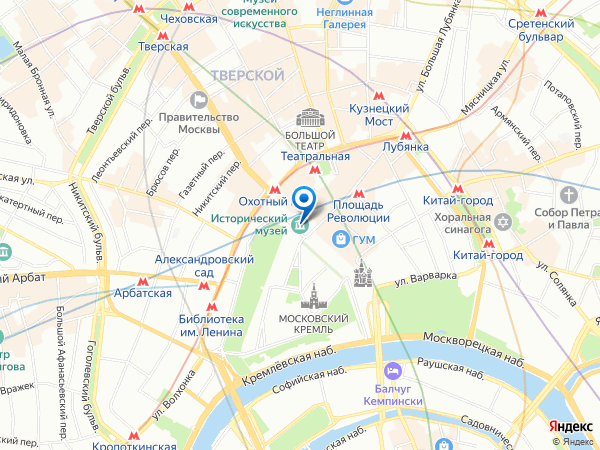 Чеховская
Музей
современного
искусства
Неглинная
Галерея
Сретенский
бульвар
Тверская
ул. Большая Лубянка
Малая Бронная ул.
ТВЕРСКОЙ
Мясницкая ул.
Потаповский пер.
Тверской бульв.
Правительство
Москвы
Кузнецкий
Мост
Армянский пер.
Леонтьевский пер.
БОЛЬШОЙ
ТЕАТР
Лубянка
Брюсов пер.
Газетный пер.
Театральная
Никитский пер.
Никитский бульв.
Охотный
Площадь
Революции
Китай-город
Хоральная
синагога
Собор Петра
и Павла
Исторический
музей
ГУМ
Китай-город
Александровский
сад
ул. Варварка
ул. Солянка
Арбатская
Библиотека
им. Ленина
МОСКОВСКИЙ
КРЕМЛЬ
Большой Афанасьевский пер.
Гоголевский бульв.
Москворецкая наб.
Кремлёвская наб.
Раушская наб.
Софийская наб.
ул. Волхонка
Балчуг
Кемпински
Кропоткинская
Садовническ
Яндекс
© Яндекс